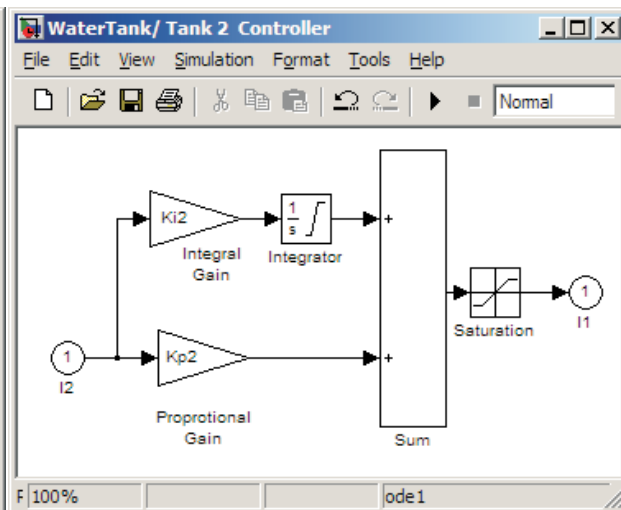 WaterTank/ Tank 2 Controller
File Edit View Simulation Format Tools Help
Normal
Ki2
1
s
+
Integral
Gain
Integrator
1
I1
Saturation
1
I2
Kp2
+
Proprotional
Gain
Sum
F 100%
ode1